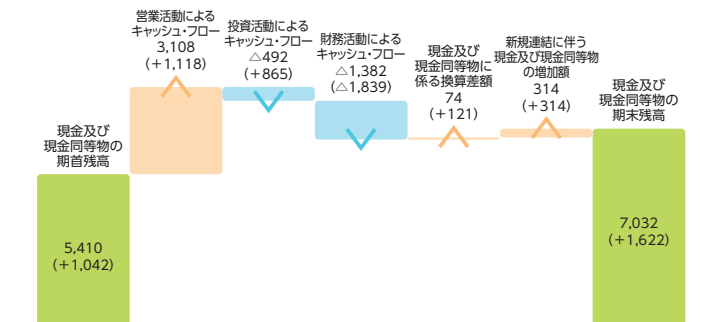 現金及び
現金同等物の
期首残高
5,410
(+1,042)
営業活動による
キャッシュ・フロー
3,108
(+1,118)
投資活動による
キャッシュ・フロー
△492
(+865)
財務活動による
キャッシュ・フロー
△1,382
(△1,839)
現金及び
現金同等物に
係る換算差額
74
(+121)
新規連結に伴う
現金及び現金同等物
の増加額
314
(+314)
現金及び
現金同等物の
期末残高
7,032
(+1,622)